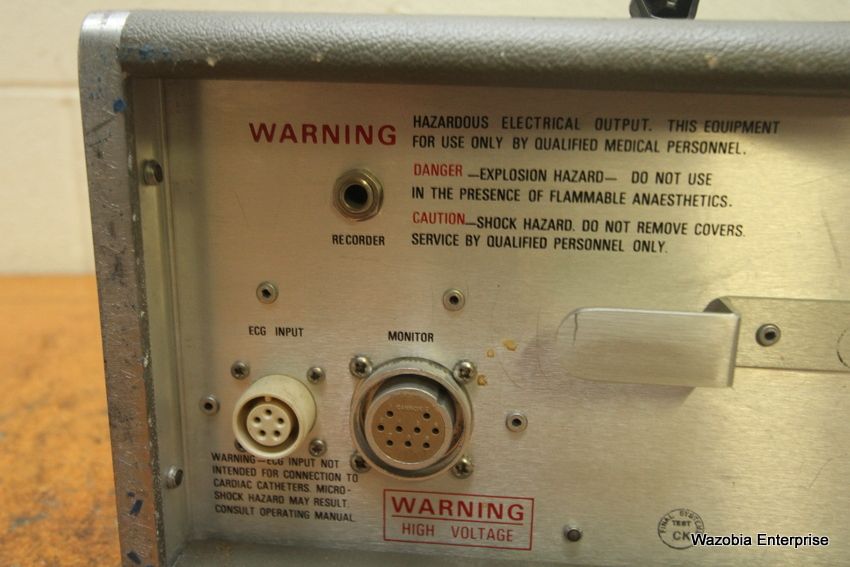 WARNING
HAZARDOUS ELECTRICAL OUTPUT. THIS EQUIPMENT
FOR USE ONLY BY QUALIFIED MEDICAL PERSONNEL.
DANGER—EXPLOSION HAZARD— DO NOT USE
IN THE PRESENCE OF FLAMMABLE ANAESTHETICS.
CAUTION—SHOCK HAZARD. DO NOT REMOVE COVERS.
SERVICE BY QUALIFIED PERSONNEL ONLY.
RECORDER
ECG INPUT
MONITOR
CANNON
WARNING—ECG INPUT NOT
INTENDED FOR CONNECTION TO
CARDIAC CATHETERS. MICRO-
SHOCK HAZARD MAY RESULT.
CONSULT OPERATING MANUAL.
WARNING
HIGH VOLTAGE
FINAL SYSTEMS
TEST
CK
Wazobia Enterprise